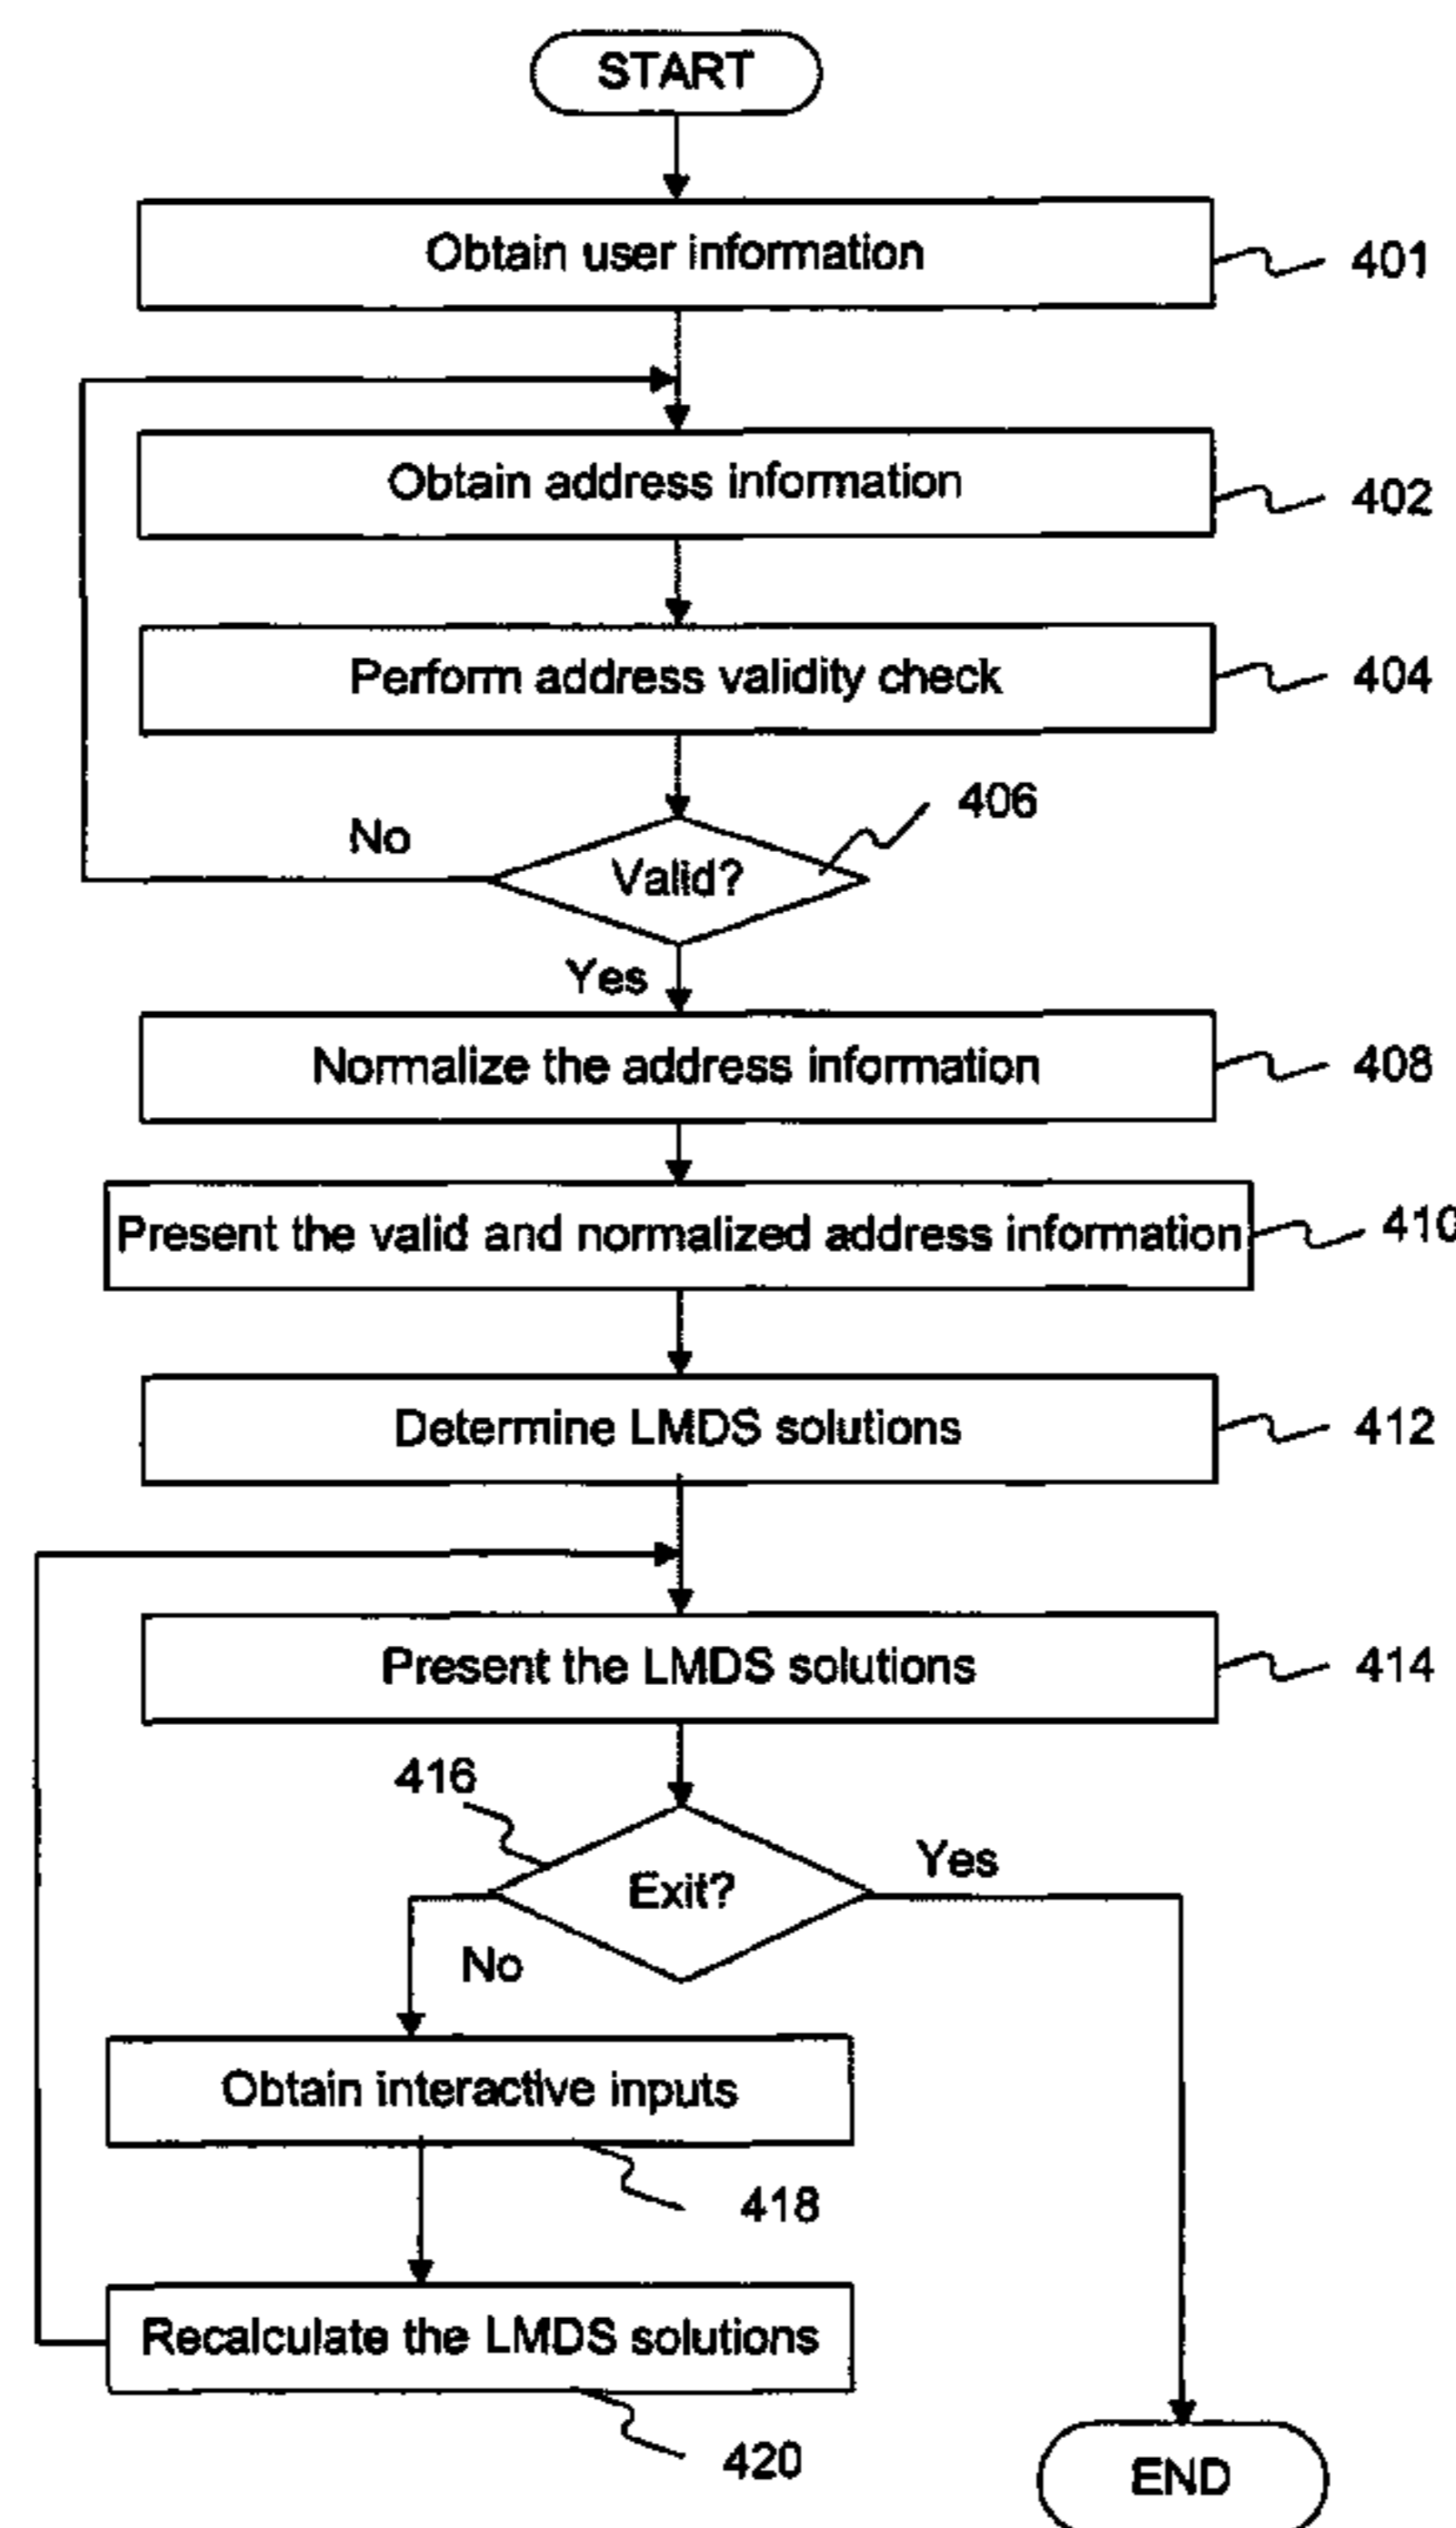 START
Obtain user information
401
Obtain address information
402
Perform address validity check
404
406
No
Valid?
Yes
Normalize the address information
408
Present the valid and normalized address information
410
Determine LMDS solutions
412
Present the LMDS solutions
414
416
Exit?
Yes
No
Obtain interactive inputs
418
Recalculate the LMDS solutions
420
END